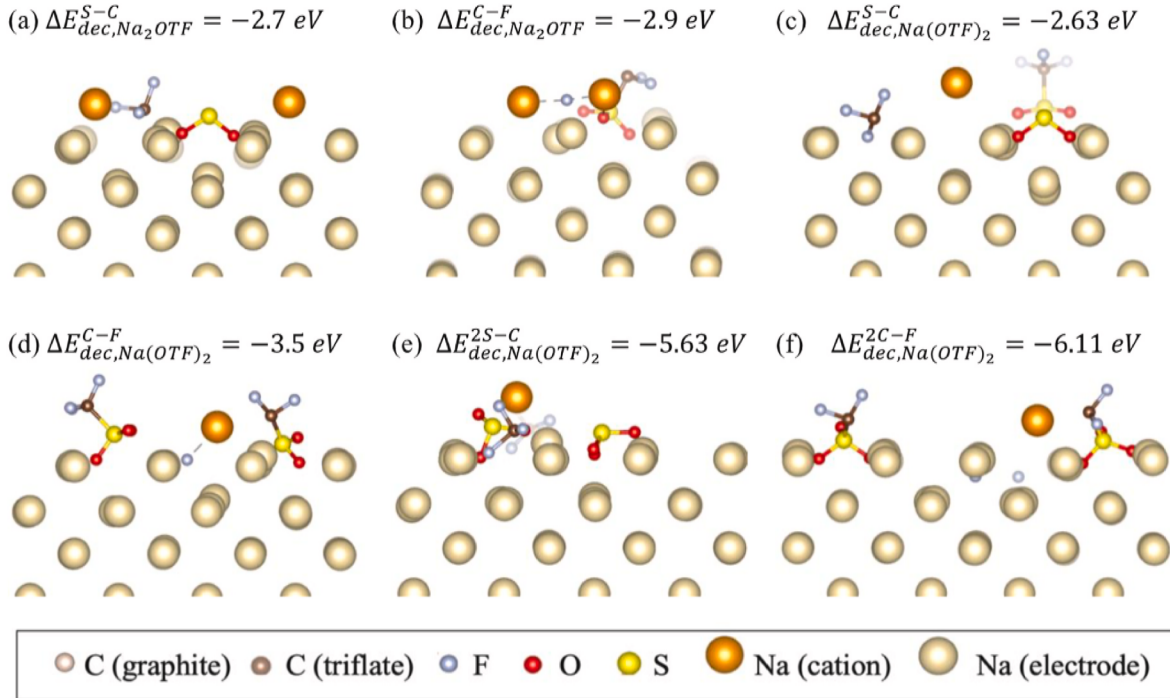 (a) ΔE^{S-C}_{dec,Na₂OTF} = −2.7 eV
(b) ΔE^{C-F}_{dec,Na₂OTF} = −2.9 eV
(c) ΔE^{S-C}_{dec,Na(OTF)₂} = −2.63 eV
(d) ΔE^{C-F}_{dec,Na(OTF)₂} = −3.5 eV
(e) ΔE^{2S-C}_{dec,Na(OTF)₂} = −5.63 eV
(f) ΔE^{2C-F}_{dec,Na(OTF)₂} = −6.11 eV
C (graphite) C (triflate) F O S Na (cation) Na (electrode)